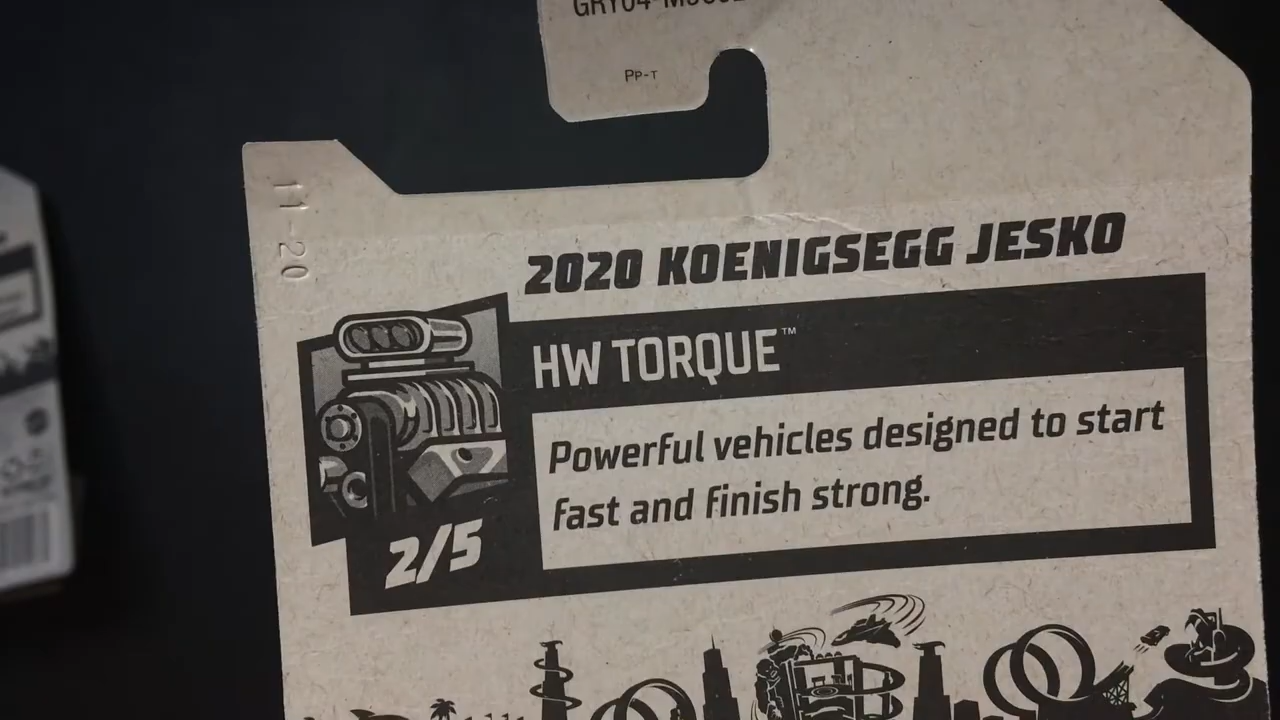 Pp-T
11-20
2020 KOENIGSEGG JESKO
HW TORQUE™
Powerful vehicles designed to start
fast and finish strong.
2/5